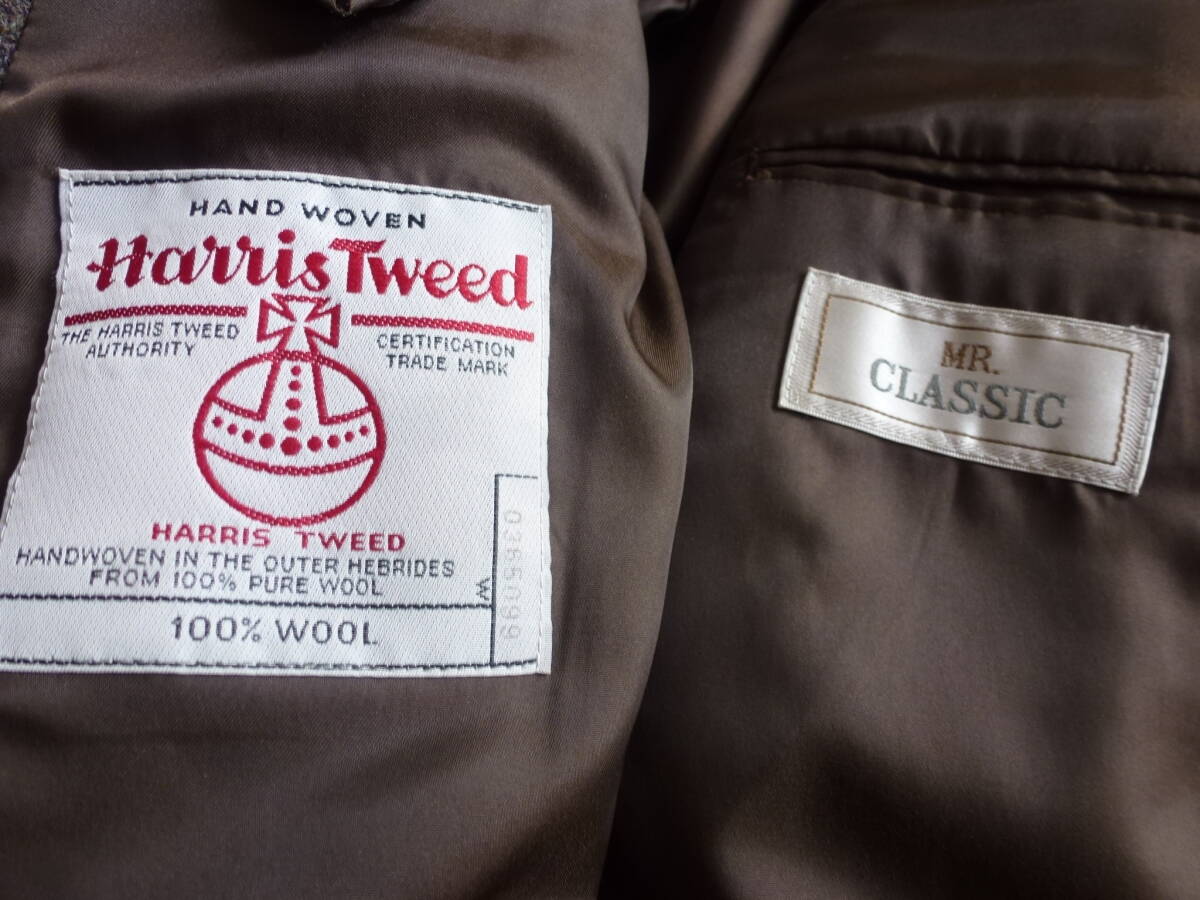 HAND WOVEN
Harris Tweed
THE HARRIS TWEED
AUTHORITY
CERTIFICATION
TRADE MARK
HARRIS TWEED
HANDWOVEN IN THE OUTER HEBRIDES
FROM 100% PURE WOOL
100% WOOL
W
0365099
MR.
CLASSIC